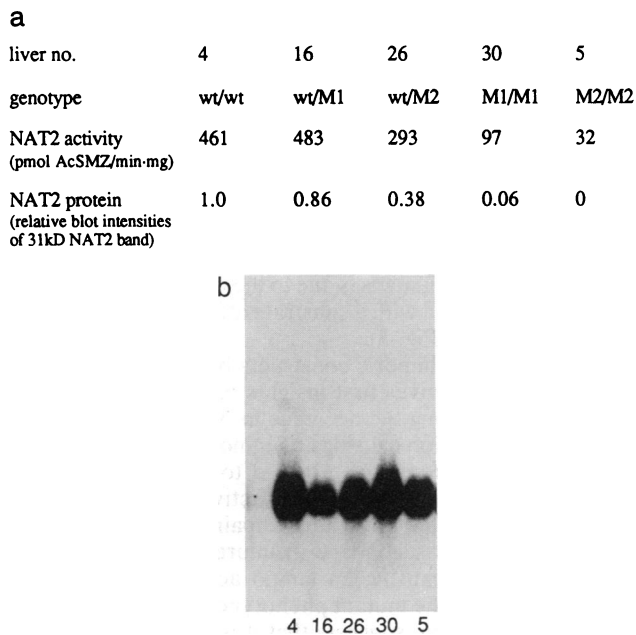 a
liver no. 4 16 26 30 5
genotype wt/wt wt/M1 wt/M2 M1/M1 M2/M2
NAT2 activity 461 483 293 97 32
(pmol AcSMZ/min·mg)
NAT2 protein 1.0 0.86 0.38 0.06 0
(relative blot intensities
of 31kD NAT2 band)
b
4 16 26 30 5